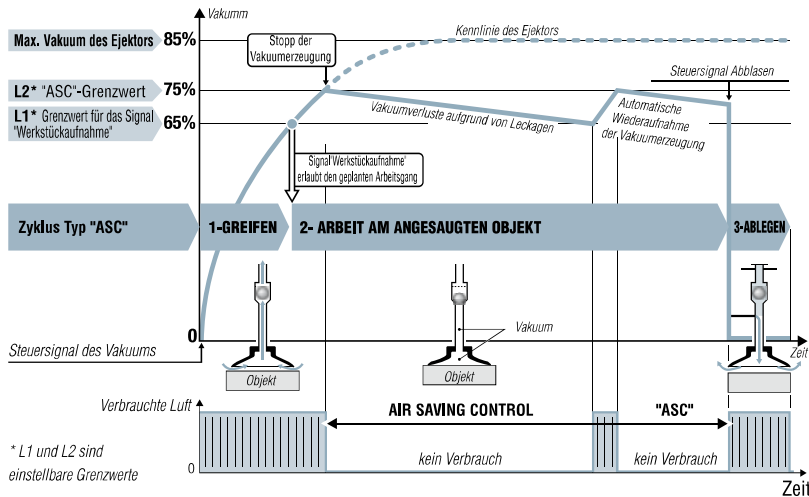 Vakumm
Max. Vakuum des Ejektors
85%
Stopp der
Vakuumerzeugung
Kennlinie des Ejektors
L2* "ASC"-Grenzwert
75%
Steuersignal Abblasen
L1* Grenzwert für das Signal
"Werkstückaufnahme"
65%
Vakuumverluste aufgrund von Leckagen
Automatische
Wiederaufnahme
der Vakuumerzeugung
Signal'Werkstückaufnahme'
erlaubt den geplanten Arbeitsgang
Zyklus Typ "ASC"
1-GREIFEN
2- ARBEIT AM ANGESAUGTEN OBJEKT
3-ABLEGEN
Vakuum
0
Zeit
Steuersignal des Vakuums
Objekt
Objekt
Verbrauchte Luft
AIR SAVING CONTROL
"ASC"
* L1 und L2 sind
einstellbare Grenzwerte
0
kein Verbrauch
kein Verbrauch
Zeit